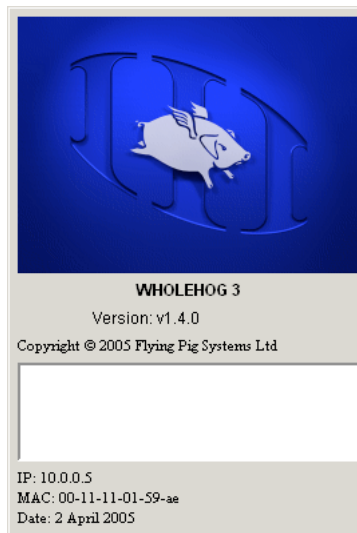 WHOLEHOG 3
Version: v1.4.0
Copyright © 2005 Flying Pig Systems Ltd
IP: 10.0.0.5
MAC: 00-11-11-01-59-ae
Date: 2 April 2005